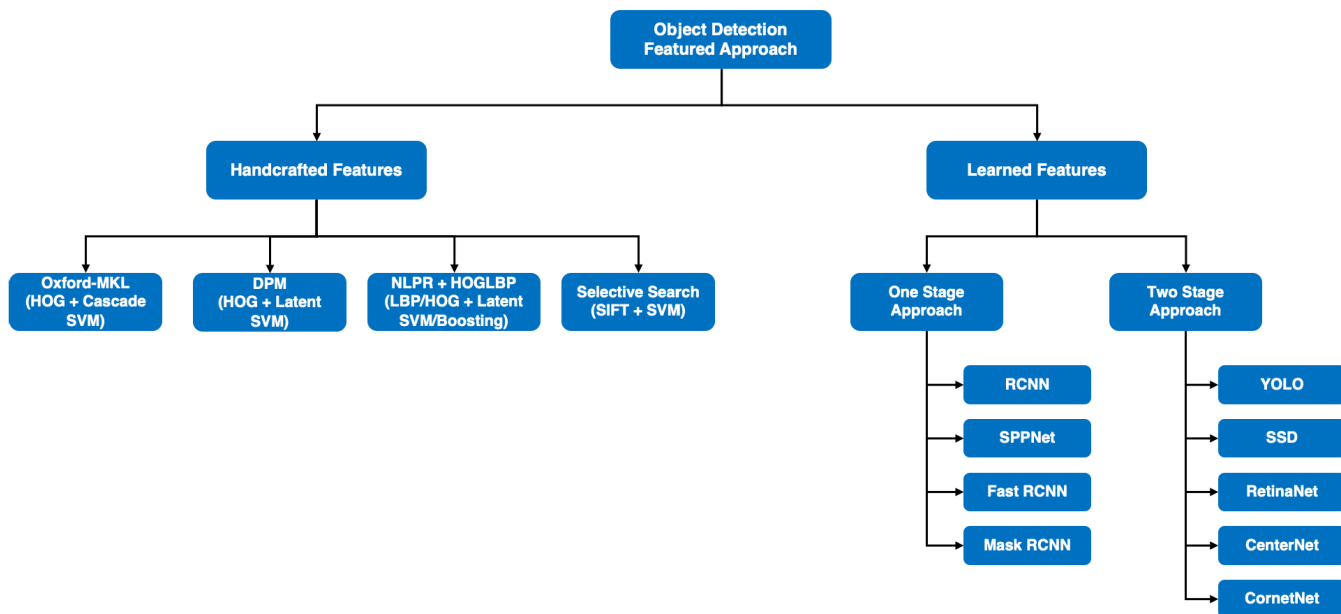 Object Detection
Featured Approach
Handcrafted Features
Learned Features
Oxford-MKL
(HOG + Cascade
SVM)
DPM
(HOG + Latent
SVM)
NLPR + HOGLBP
(LBP/HOG + Latent
SVM/Boosting)
Selective Search
(SIFT + SVM)
One Stage
Approach
Two Stage
Approach
RCNN
SPPNet
Fast RCNN
Mask RCNN
YOLO
SSD
RetinaNet
CenterNet
CornetNet